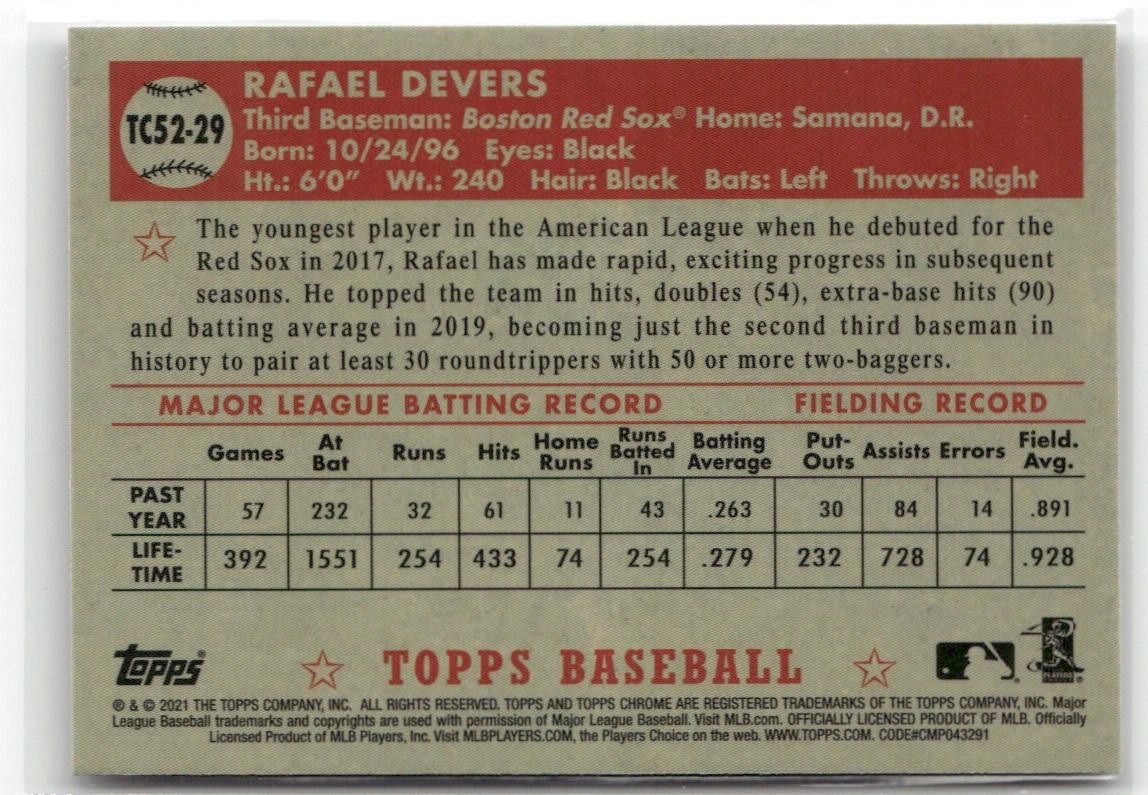 TC52-29
RAFAEL DEVERS
Third Baseman: Boston Red Sox® Home: Samana, D.R.
Born: 10/24/96 Eyes: Black
Ht.: 6'0" Wt.: 240 Hair: Black Bats: Left Throws: Right
The youngest player in the American League when he debuted for the
Red Sox in 2017, Rafael has made rapid, exciting progress in subsequent
seasons. He topped the team in hits, doubles (54), extra-base hits (90)
and batting average in 2019, becoming just the second third baseman in
history to pair at least 30 roundtrippers with 50 or more two-baggers.
MAJOR LEAGUE BATTING RECORD FIELDING RECORD
Games At Bat Runs Hits Home Runs Runs Batted In Batting Average Put-Outs Assists Errors Field. Avg.
PAST YEAR 57 232 32 61 11 43 .263 30 84 14 .891
LIFE-TIME 392 1551 254 433 74 254 .279 232 728 74 .928
Topps TOPPS BASEBALL
® & © 2021 THE TOPPS COMPANY, INC. ALL RIGHTS RESERVED. TOPPS AND TOPPS CHROME ARE REGISTERED TRADEMARKS OF THE TOPPS COMPANY, INC. Major
League Baseball trademarks and copyrights are used with permission of Major League Baseball. Visit MLB.com. OFFICIALLY LICENSED PRODUCT OF MLB. Officially
Licensed Product of MLB Players, Inc. Visit MLBPLAYERS.COM, the Players Choice on the web. WWW.TOPPS.COM. CODE#CMP043291